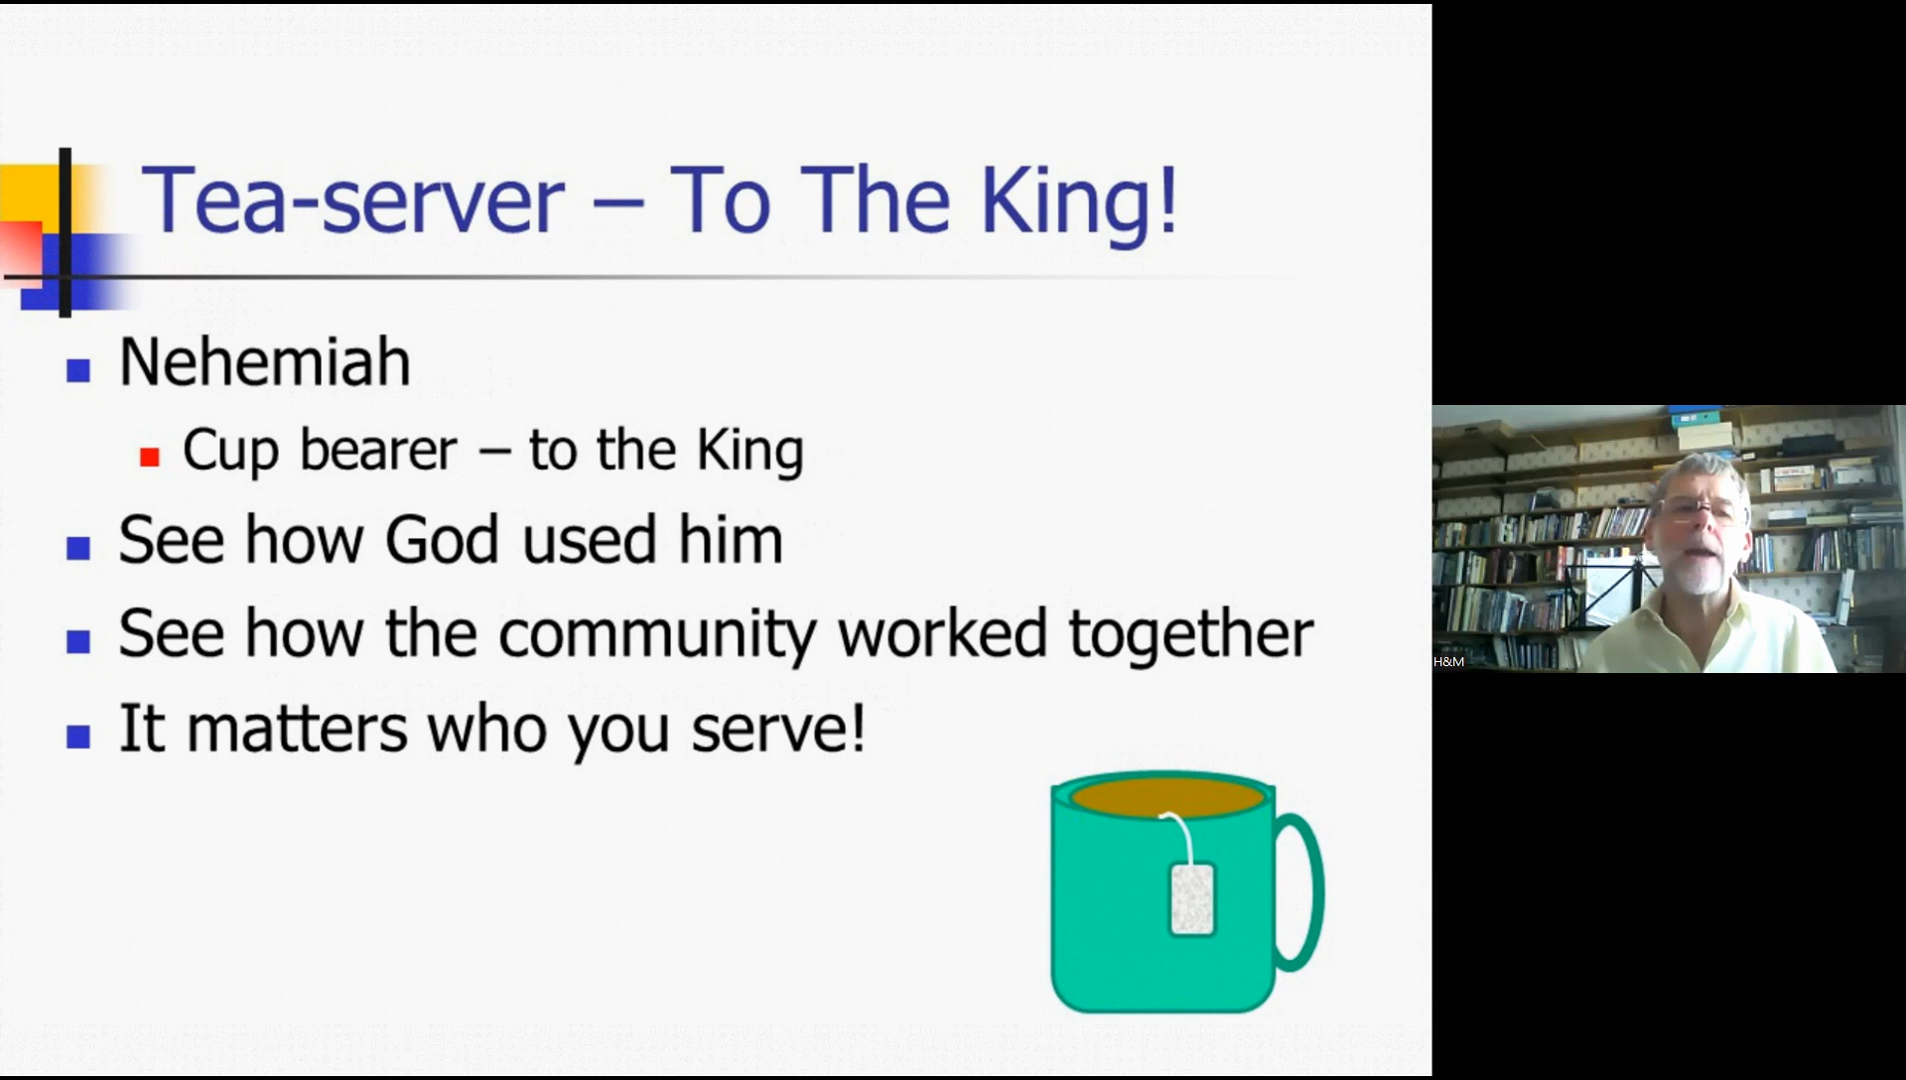 Tea-server – To The King!
Nehemiah
Cup bearer – to the King
See how God used him
See how the community worked together
It matters who you serve!
H&M